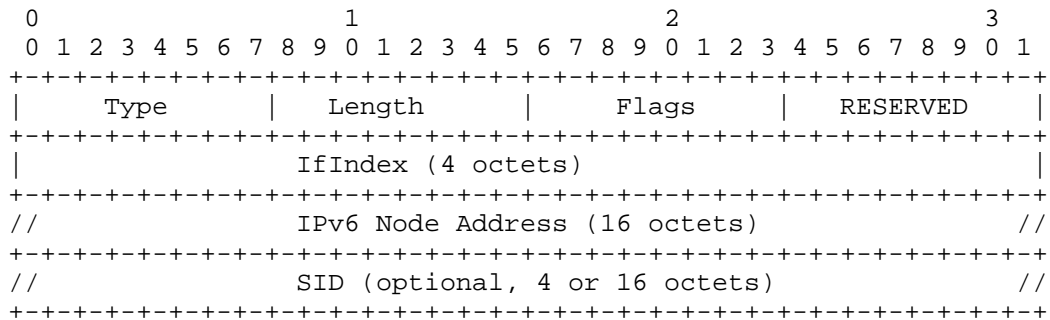 0                   1                   2                   3
 0 1 2 3 4 5 6 7 8 9 0 1 2 3 4 5 6 7 8 9 0 1 2 3 4 5 6 7 8 9 0 1
+-+-+-+-+-+-+-+-+-+-+-+-+-+-+-+-+-+-+-+-+-+-+-+-+-+-+-+-+-+-+-+-+
|     Type      |   Length      |     Flags     |   RESERVED    |
+-+-+-+-+-+-+-+-+-+-+-+-+-+-+-+-+-+-+-+-+-+-+-+-+-+-+-+-+-+-+-+-+
|                 IfIndex (4 octets)                            |
+-+-+-+-+-+-+-+-+-+-+-+-+-+-+-+-+-+-+-+-+-+-+-+-+-+-+-+-+-+-+-+-+
//                IPv6 Node Address (16 octets)                //
+-+-+-+-+-+-+-+-+-+-+-+-+-+-+-+-+-+-+-+-+-+-+-+-+-+-+-+-+-+-+-+-+
//                SID (optional, 4 or 16 octets)               //
+-+-+-+-+-+-+-+-+-+-+-+-+-+-+-+-+-+-+-+-+-+-+-+-+-+-+-+-+-+-+-+-+